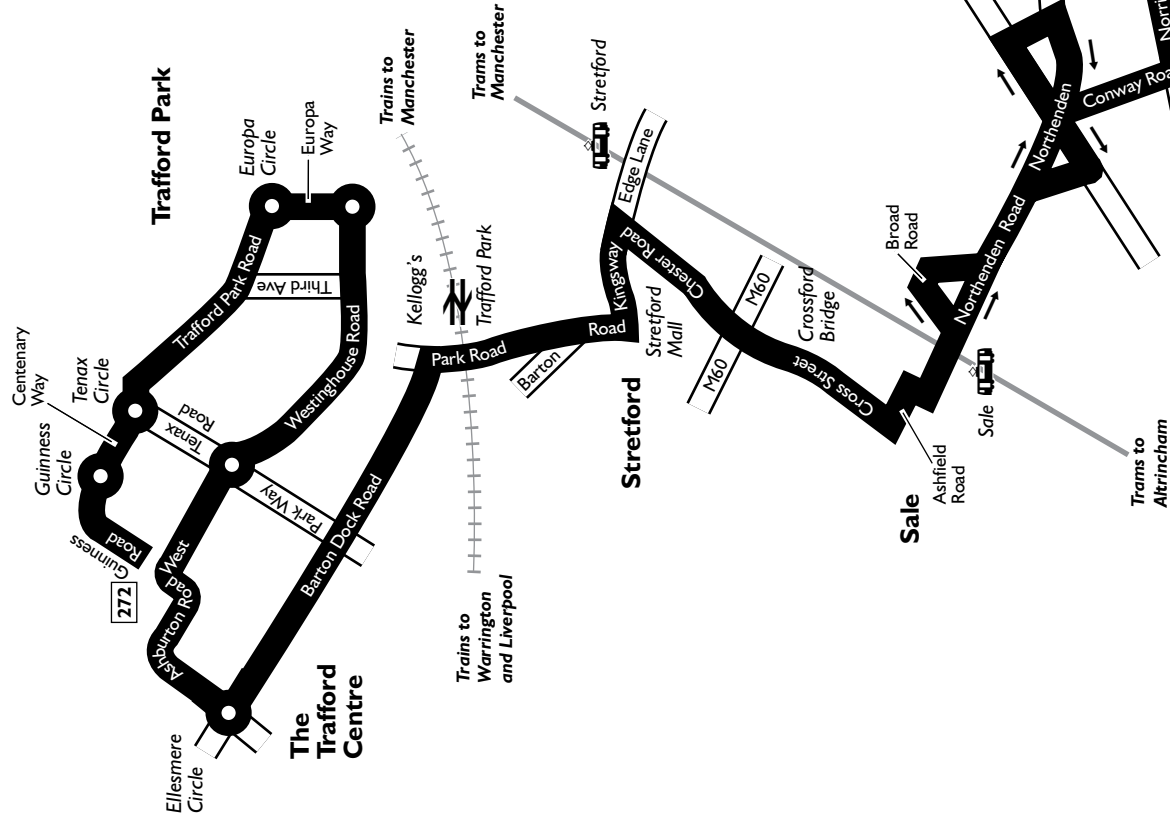 Trafford Park
Centenary
Way
Tenax
Circle
Guinness
Circle
Europa
Circle
Europa
Way
Trafford Park Road
Third Ave
Tenax
Road
Westinghouse Road
Guinness
Road
272
Ashburton Road
West
Park Way
Barton Dock Road
Ellesmere
Circle
The
Trafford
Centre
Trains to
Manchester
Kellogg's
Trafford Park
Trains to
Warrington
and Liverpool
Park Road
Barton
Road
Kingsway
Trams to
Manchester
Stretford
Edge Lane
Chester Road
Stretford
Mall
Stretford
M60
M60
Crossford
Bridge
Cross Street
Sale
Ashfield
Road
Broad
Road
Northenden Road
Northenden
Sale
Trams to
Altrincham
Conway Roa
Norri